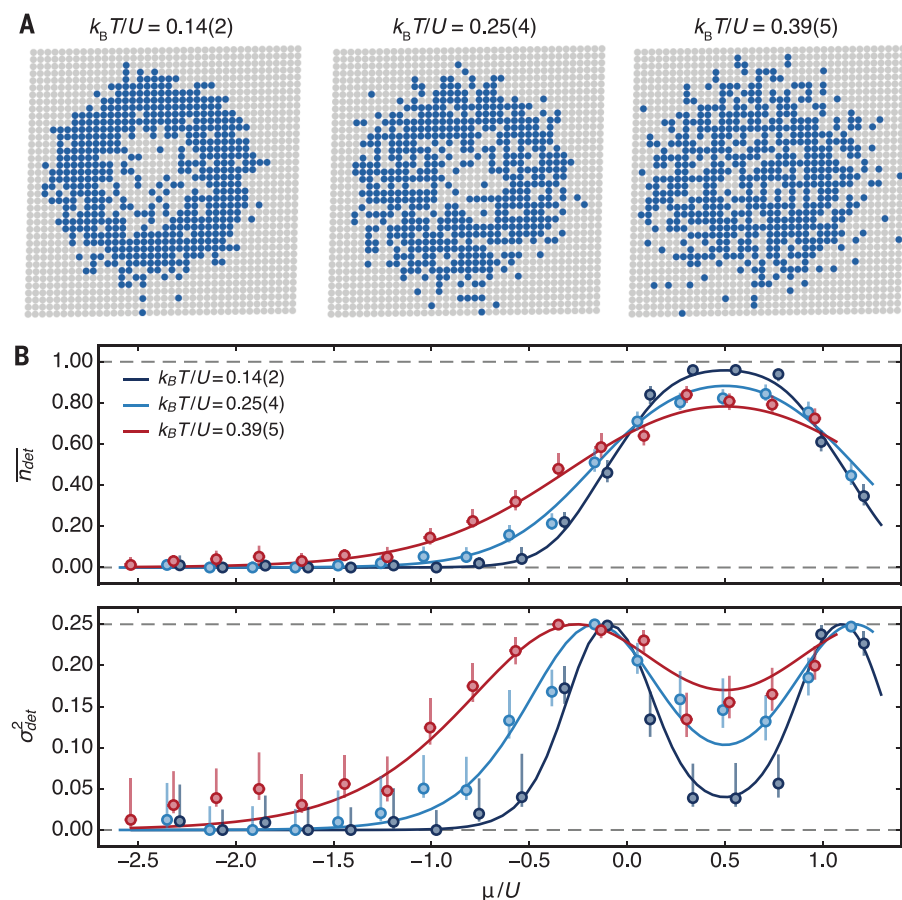 A
k_B T/U = 0.14(2)
k_B T/U = 0.25(4)
k_B T/U = 0.39(5)
B
1.00
0.80
0.60
0.40
0.20
0.00
n_det
k_B T/U = 0.14(2)
k_B T/U = 0.25(4)
k_B T/U = 0.39(5)
0.25
0.20
0.15
0.10
0.05
0.00
σ²_det
−2.5 −2.0 −1.5 −1.0 −0.5 0.0 0.5 1.0
μ/U